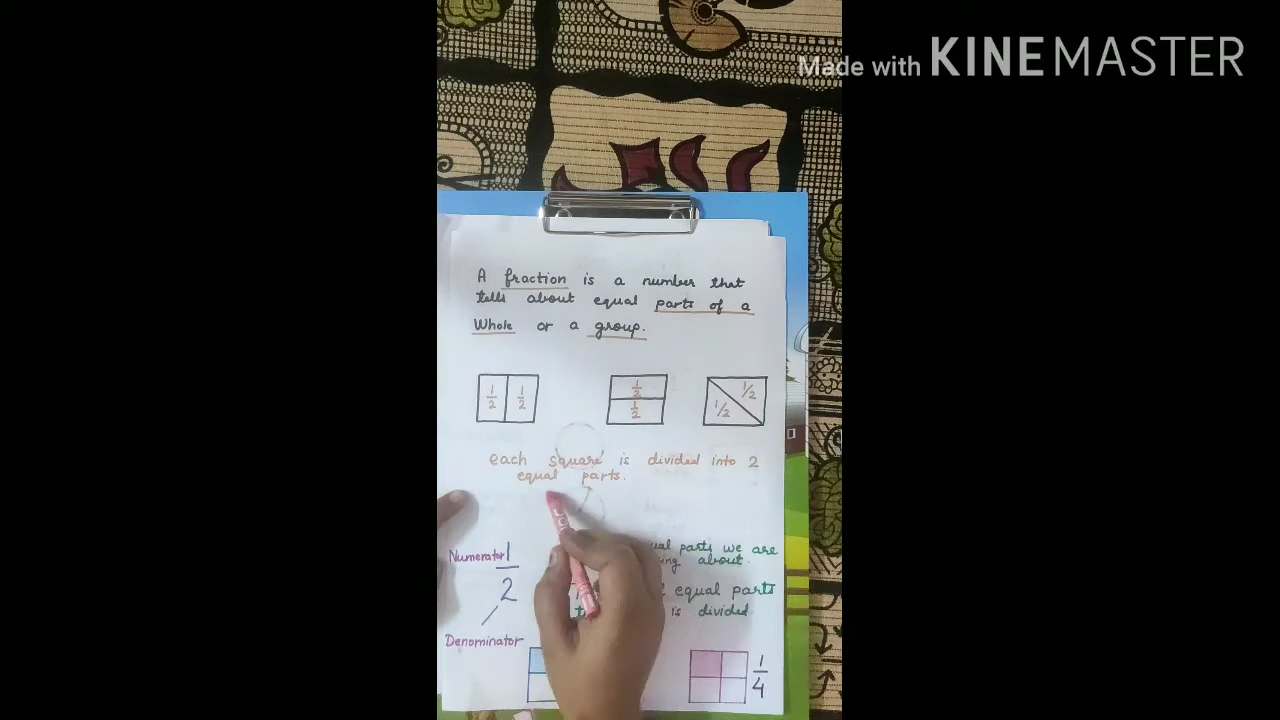 Made with KINEMASTER
A fraction is a number that
tells about equal parts of a
Whole or a group.
1/2 1/2
1/2
1/2
1/2
1/2
each square is divided into 2
equal parts.
Numerator 1
2
Denominator
parts we are
about.
equal parts
is divided
1/4